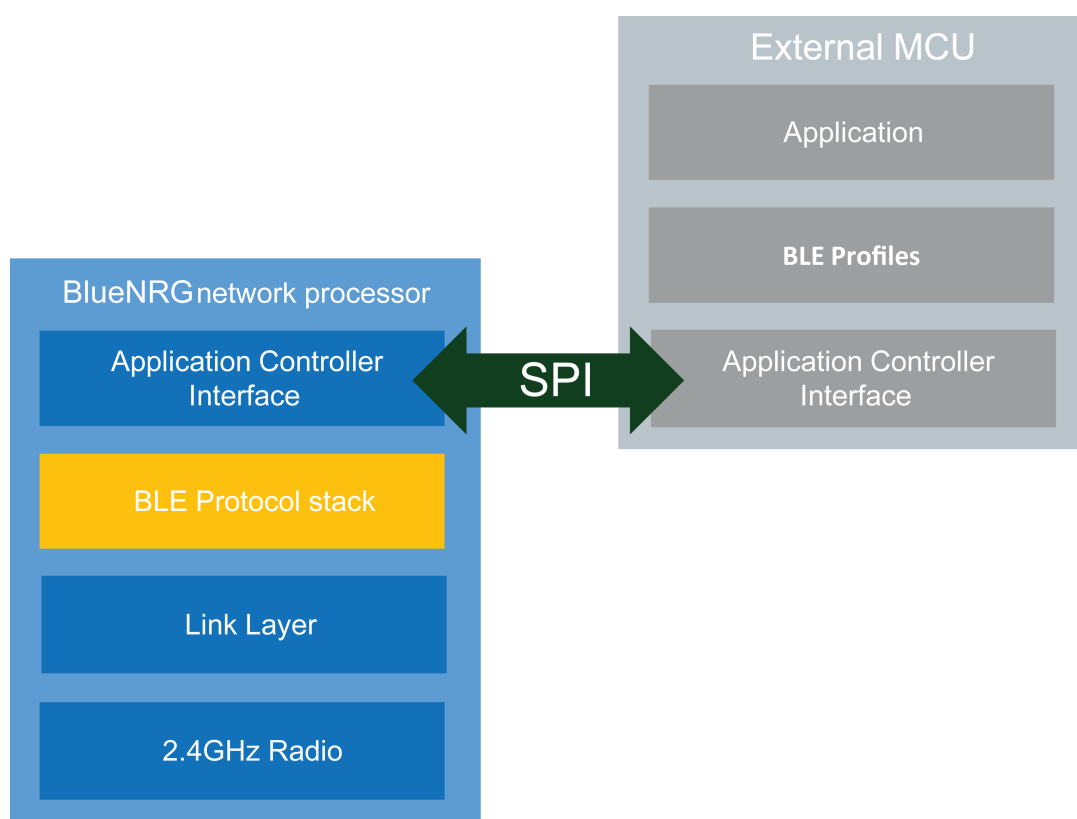 External MCU
Application
BLE Profiles
Application Controller
Interface
BlueNRG network processor
Application Controller
Interface
SPI
BLE Protocol stack
Link Layer
2.4GHz Radio